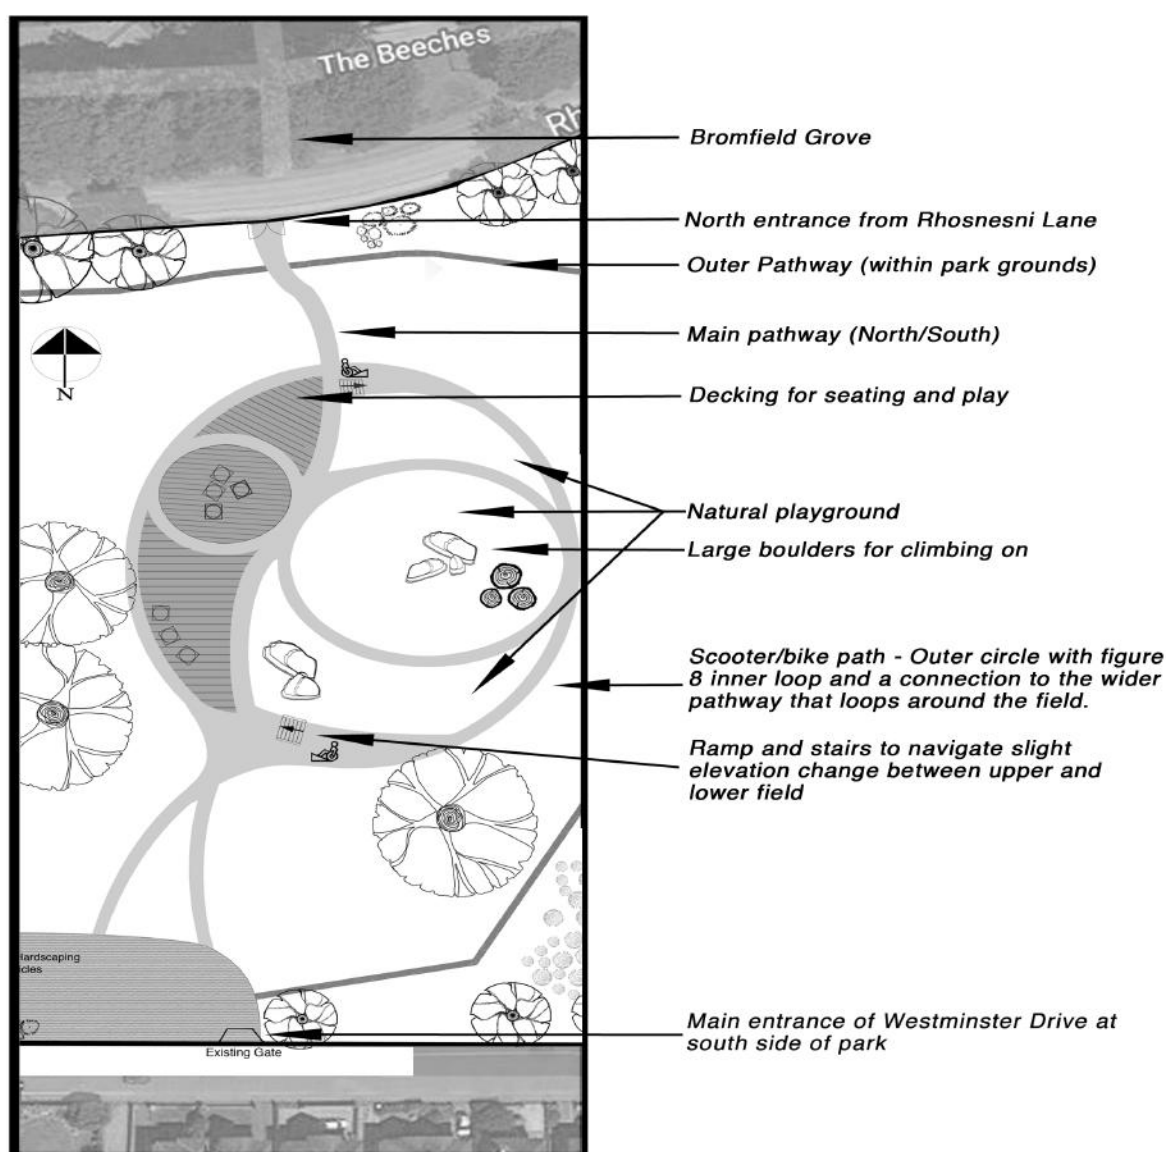 The Beeches
Rh
Bromfield Grove
North entrance from Rhosnesni Lane
Outer Pathway (within park grounds)
Main pathway (North/South)
N
Decking for seating and play
Natural playground
Large boulders for climbing on
Scooter/bike path - Outer circle with figure
8 inner loop and a connection to the wider
pathway that loops around the field.
Ramp and stairs to navigate slight
elevation change between upper and
lower field
Hardscaping
icles
Main entrance of Westminster Drive at
south side of park
Existing Gate